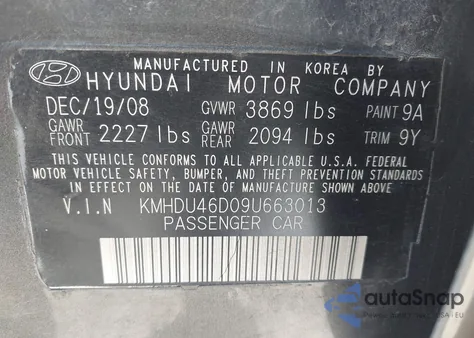 MANUFACTURED IN KOREA BY
HYUNDAI MOTOR COMPANY
DEC/19/08 GVWR 3869 lbs PAINT 9A
GAWR FRONT 2227 lbs GAWR REAR 2094 lbs TRIM 9Y
THIS VEHICLE CONFORMS TO ALL APPLICABLE U.S.A. FEDERAL
MOTOR VEHICLE SAFETY, BUMPER, AND THEFT PREVENTION STANDARDS
IN EFFECT ON THE DATE OF MANUFACTURE SHOWN ABOVE.
V.I.N KMHDU46D09U663013
PASSENGER CAR
autoSnap